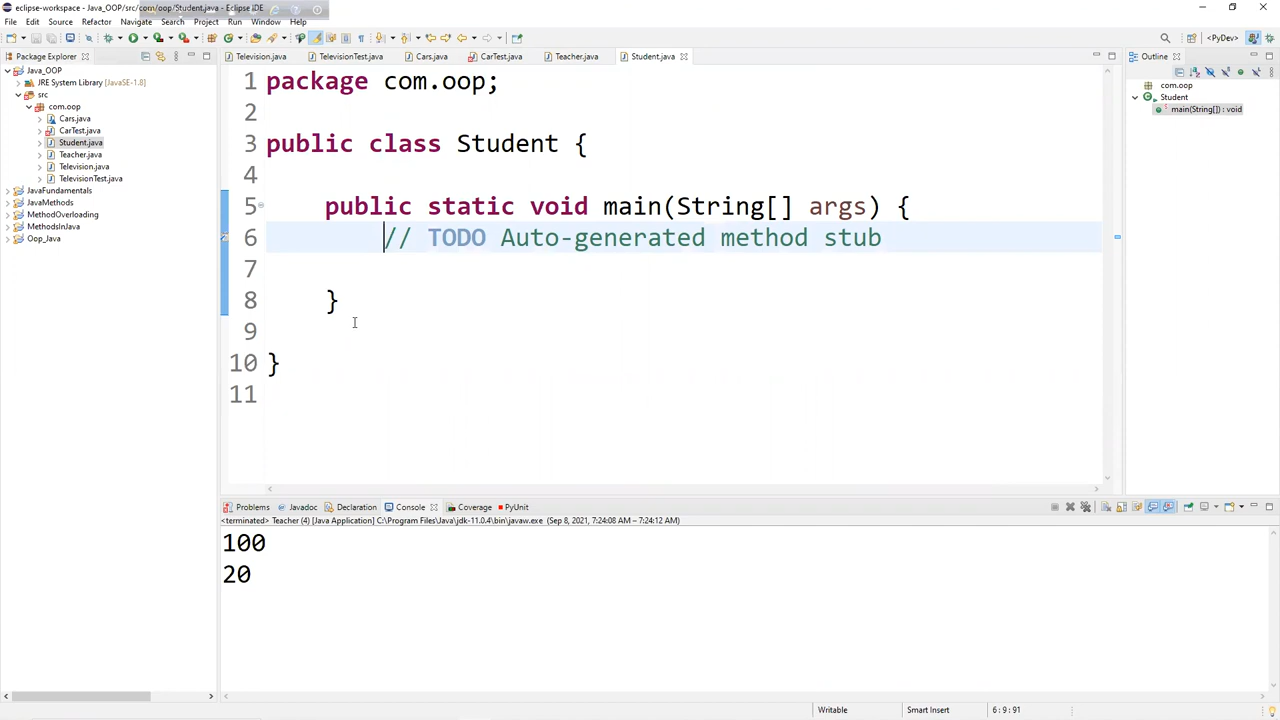 eclipse-workspace - Java_OOP/src/com/oop/Student.java - Eclipse IDE
File Edit Source Refactor Navigate Search Project Run Window Help
<PyDev>
Package Explorer
Television.java TelevisionTest.java Cars.java CarTest.java Teacher.java Student.java
Outline
Java_OOP
JRE System Library [JavaSE-1.8]
src
com.oop
Cars.java
CarTest.java
Student.java
Teacher.java
Television.java
TelevisionTest.java
JavaFundamentals
JavaMethods
MethodOverloading
MethodsInJava
Oop_Java
1 package com.oop;
2
3 public class Student {
4
5 public static void main(String[] args) {
6 // TODO Auto-generated method stub
7
8 }
9
10 }
11
com.oop
Student
main(String[]) : void
Problems Javadoc Declaration Console Coverage PyUnit
<terminated> Teacher (4) [Java Application] C:\Program Files\Java\jdk-11.0.4\bin\javaw.exe (Sep 8, 2021, 7:24:08 AM – 7:24:12 AM)
100
20
Writable Smart Insert 6 : 9 : 91